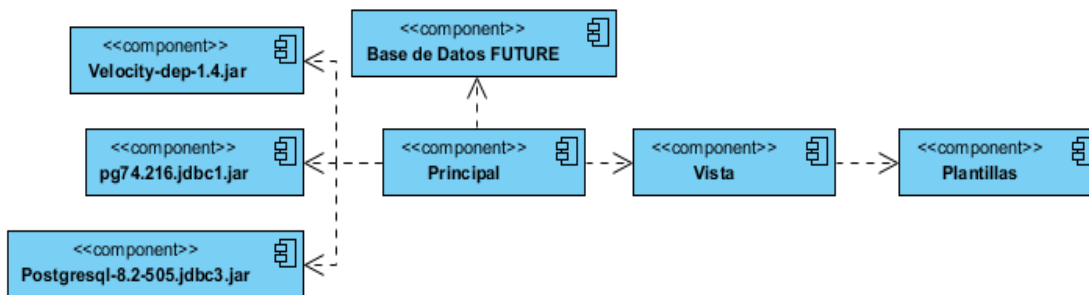 <<component>>
Velocity-dep-1.4.jar
<<component>>
Base de Datos FUTURE
<<component>>
pg74.216.jdbc1.jar
<<component>>
Principal
<<component>>
Vista
<<component>>
Plantillas
<<component>>
Postgresql-8.2-505.jdbc3.jar